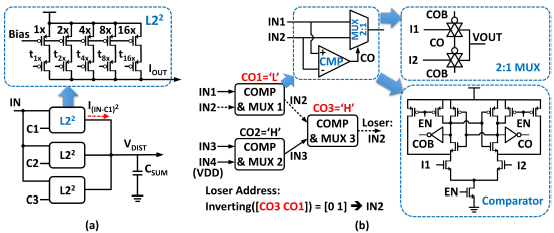 L2²
1x 2x 4x 8x 16x
Bias
t1x t2x t4x t8x t16x
IOUT
IN
I(IN-C1)²
C1
L2²
VDIST
C2
L2²
CSUM
C3
L2²
(a)
IN1
IN2
MUX
2:1
CMP
CO
CO1='L'
IN1
IN2
COMP
& MUX 1
IN2
CO3='H'
COMP
& MUX 3
Loser:
IN2
CO2='H'
IN3
IN4
(VDD)
COMP
& MUX 2
IN3
Loser Address:
Inverting([CO3 CO1]) = [0 1] ➔ IN2
(b)
COB
I1
CO
VOUT
I2
COB
2:1 MUX
EN
EN
COB
CO
I1
I2
EN
Comparator